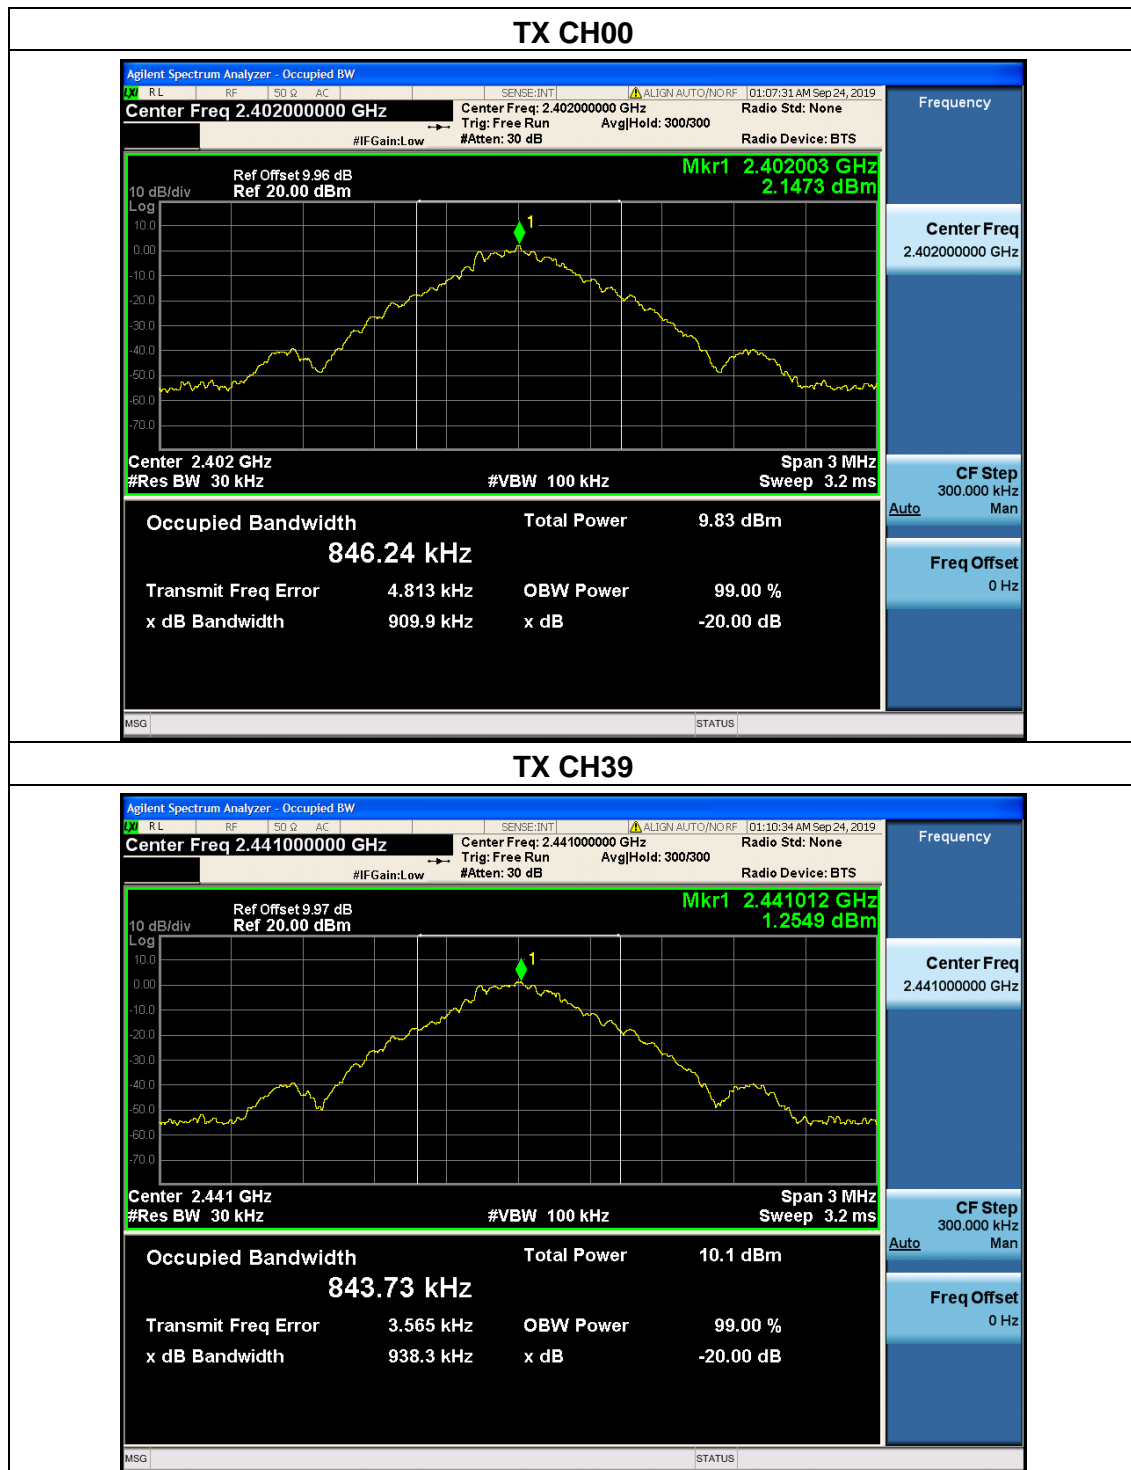 TX CH00
Agilent Spectrum Analyzer - Occupied BW
LXI RL RF 50 Ω AC SENSE:INT ALIGN AUTO/NO RF 01:07:31 AM Sep 24, 2019
Center Freq 2.402000000 GHz
Center Freq: 2.402000000 GHz Radio Std: None
Trig: Free Run Avg|Hold: 300/300
#IFGain:Low #Atten: 30 dB Radio Device: BTS
Frequency
Mkr1 2.402003 GHz
2.1473 dBm
Ref Offset 9.96 dB
10 dB/div Ref 20.00 dBm
Log
10.0
0.00
-10.0
-20.0
-30.0
-40.0
-50.0
-60.0
-70.0
1
Center 2.402 GHz Span 3 MHz
#Res BW 30 kHz #VBW 100 kHz Sweep 3.2 ms
Occupied Bandwidth Total Power 9.83 dBm
846.24 kHz
Transmit Freq Error 4.813 kHz OBW Power 99.00 %
x dB Bandwidth 909.9 kHz x dB -20.00 dB
Center Freq
2.402000000 GHz
CF Step
300.000 kHz
Auto Man
Freq Offset
0 Hz
MSG STATUS
TX CH39
Agilent Spectrum Analyzer - Occupied BW
LXI RL RF 50 Ω AC SENSE:INT ALIGN AUTO/NO RF 01:10:34 AM Sep 24, 2019
Center Freq 2.441000000 GHz
Center Freq: 2.441000000 GHz Radio Std: None
Trig: Free Run Avg|Hold: 300/300
#IFGain:Low #Atten: 30 dB Radio Device: BTS
Frequency
Mkr1 2.441012 GHz
1.2549 dBm
Ref Offset 9.97 dB
10 dB/div Ref 20.00 dBm
Log
10.0
0.00
-10.0
-20.0
-30.0
-40.0
-50.0
-60.0
-70.0
1
Center 2.441 GHz Span 3 MHz
#Res BW 30 kHz #VBW 100 kHz Sweep 3.2 ms
Occupied Bandwidth Total Power 10.1 dBm
843.73 kHz
Transmit Freq Error 3.565 kHz OBW Power 99.00 %
x dB Bandwidth 938.3 kHz x dB -20.00 dB
Center Freq
2.441000000 GHz
CF Step
300.000 kHz
Auto Man
Freq Offset
0 Hz
MSG STATUS